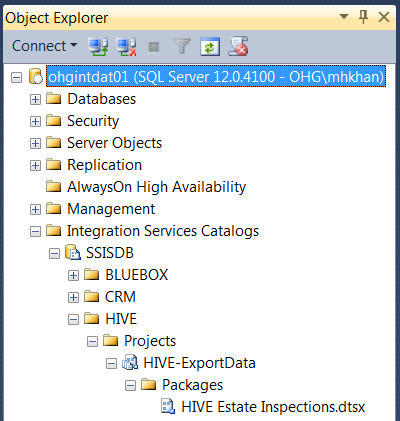 Object Explorer
Connect
ohgintdat01 (SQL Server 12.0.4100 - OHG\mhkhan)
Databases
Security
Server Objects
Replication
AlwaysOn High Availability
Management
Integration Services Catalogs
SSISDB
BLUEBOX
CRM
HIVE
Projects
HIVE-ExportData
Packages
HIVE Estate Inspections.dtsx